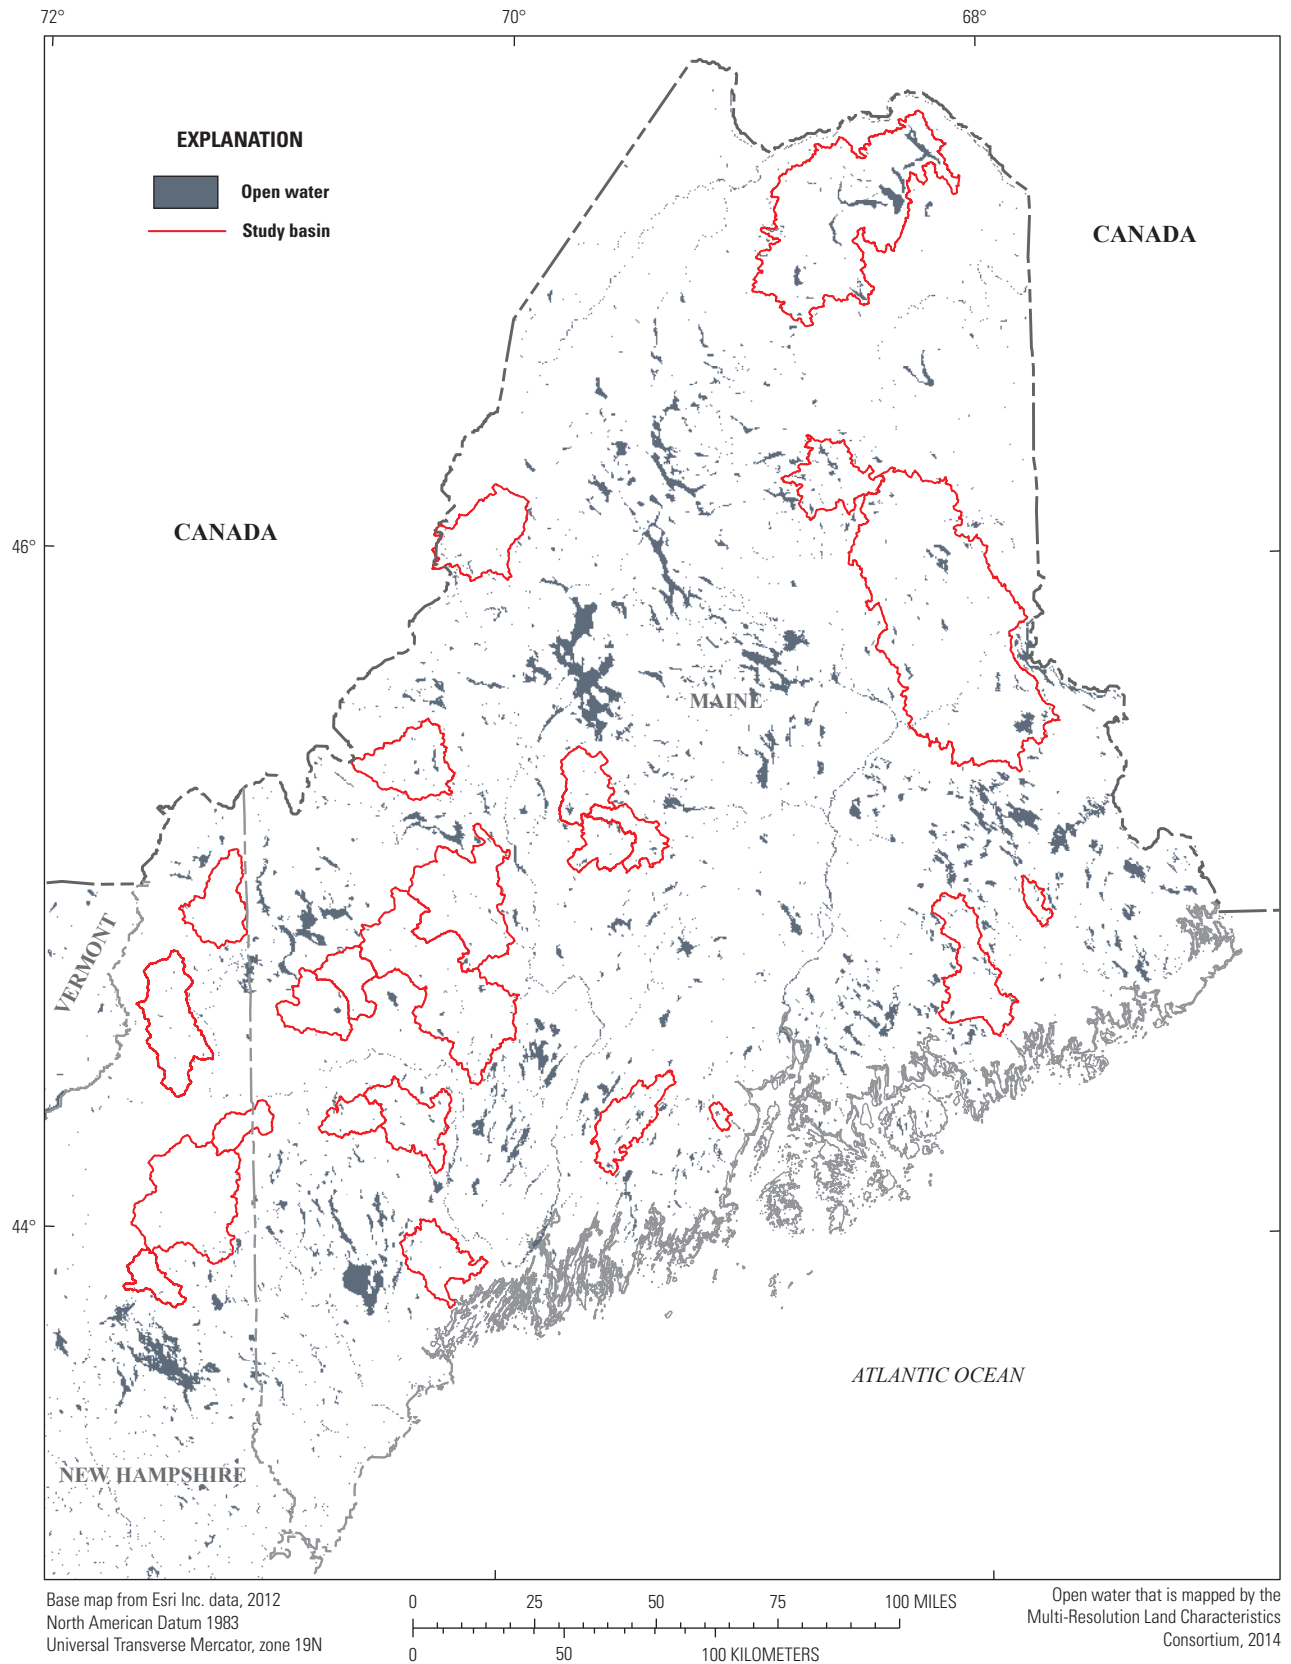 72°
70°
68°
EXPLANATION
Open water
Study basin
CANADA
CANADA
46°
MAINE
VERMONT
44°
ATLANTIC OCEAN
NEW HAMPSHIRE
Base map from Esri Inc. data, 2012
North American Datum 1983
Universal Transverse Mercator, zone 19N
0 25 50 75 100 MILES
0 50 100 KILOMETERS
Open water that is mapped by the
Multi-Resolution Land Characteristics
Consortium, 2014